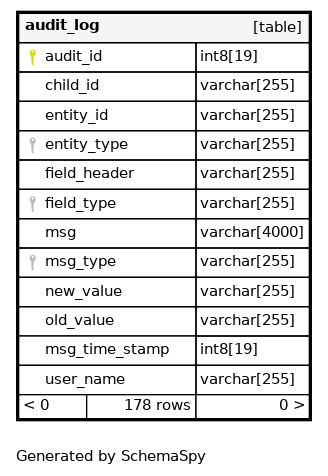 audit_log [table]
audit_id int8[19]
child_id varchar[255]
entity_id varchar[255]
entity_type varchar[255]
field_header varchar[255]
field_type varchar[255]
msg varchar[4000]
msg_type varchar[255]
new_value varchar[255]
old_value varchar[255]
msg_time_stamp int8[19]
user_name varchar[255]
< 0 178 rows 0 >
Generated by SchemaSpy